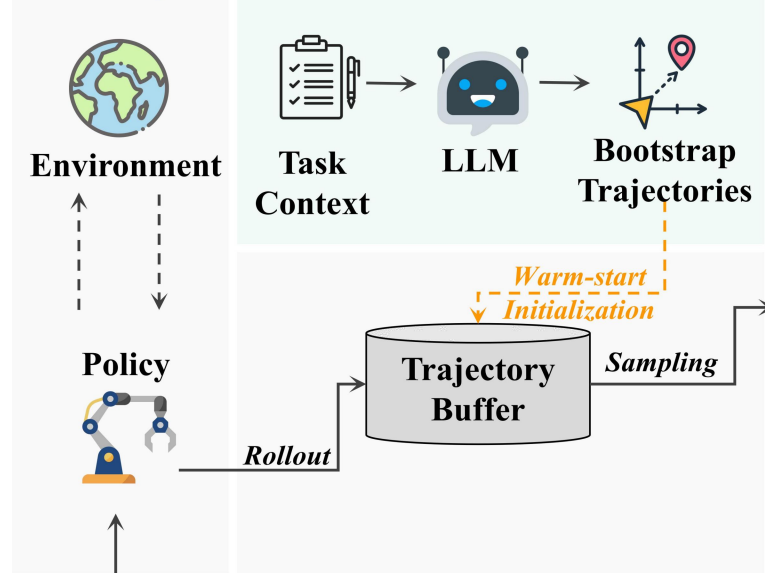 Environment
Task
Context
LLM
Bootstrap
Trajectories
Warm-start
Initialization
Policy
Trajectory
Buffer
Sampling
Rollout